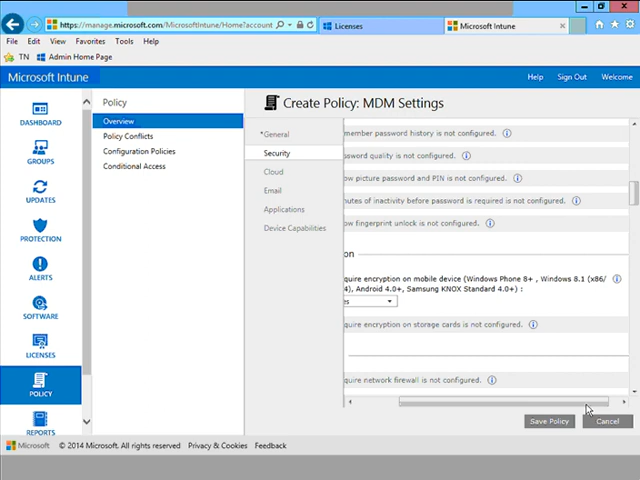 https://manage.microsoft.com/MicrosoftIntune/Home?account
Licenses
Microsoft Intune
File Edit View Favorites Tools Help
TN Admin Home Page
Microsoft Intune
Help Sign Out Welcome
DASHBOARD
GROUPS
UPDATES
PROTECTION
ALERTS
SOFTWARE
LICENSES
POLICY
REPORTS
Policy
Overview
Policy Conflicts
Configuration Policies
Conditional Access
Create Policy: MDM Settings
*General
Security
Cloud
Email
Applications
Device Capabilities
member password history is not configured.
sword quality is not configured.
ow picture password and PIN is not configured.
nutes of inactivity before password is required is not configured.
ow fingerprint unlock is not configured.
on
quire encryption on mobile device (Windows Phone 8+ , Windows 8.1 (x86/
4), Android 4.0+, Samsung KNOX Standard 4.0+) :
es
quire encryption on storage cards is not configured.
quire network firewall is not configured.
Save Policy
Cancel
Microsoft © 2014 Microsoft. All rights reserved Privacy & Cookies Feedback